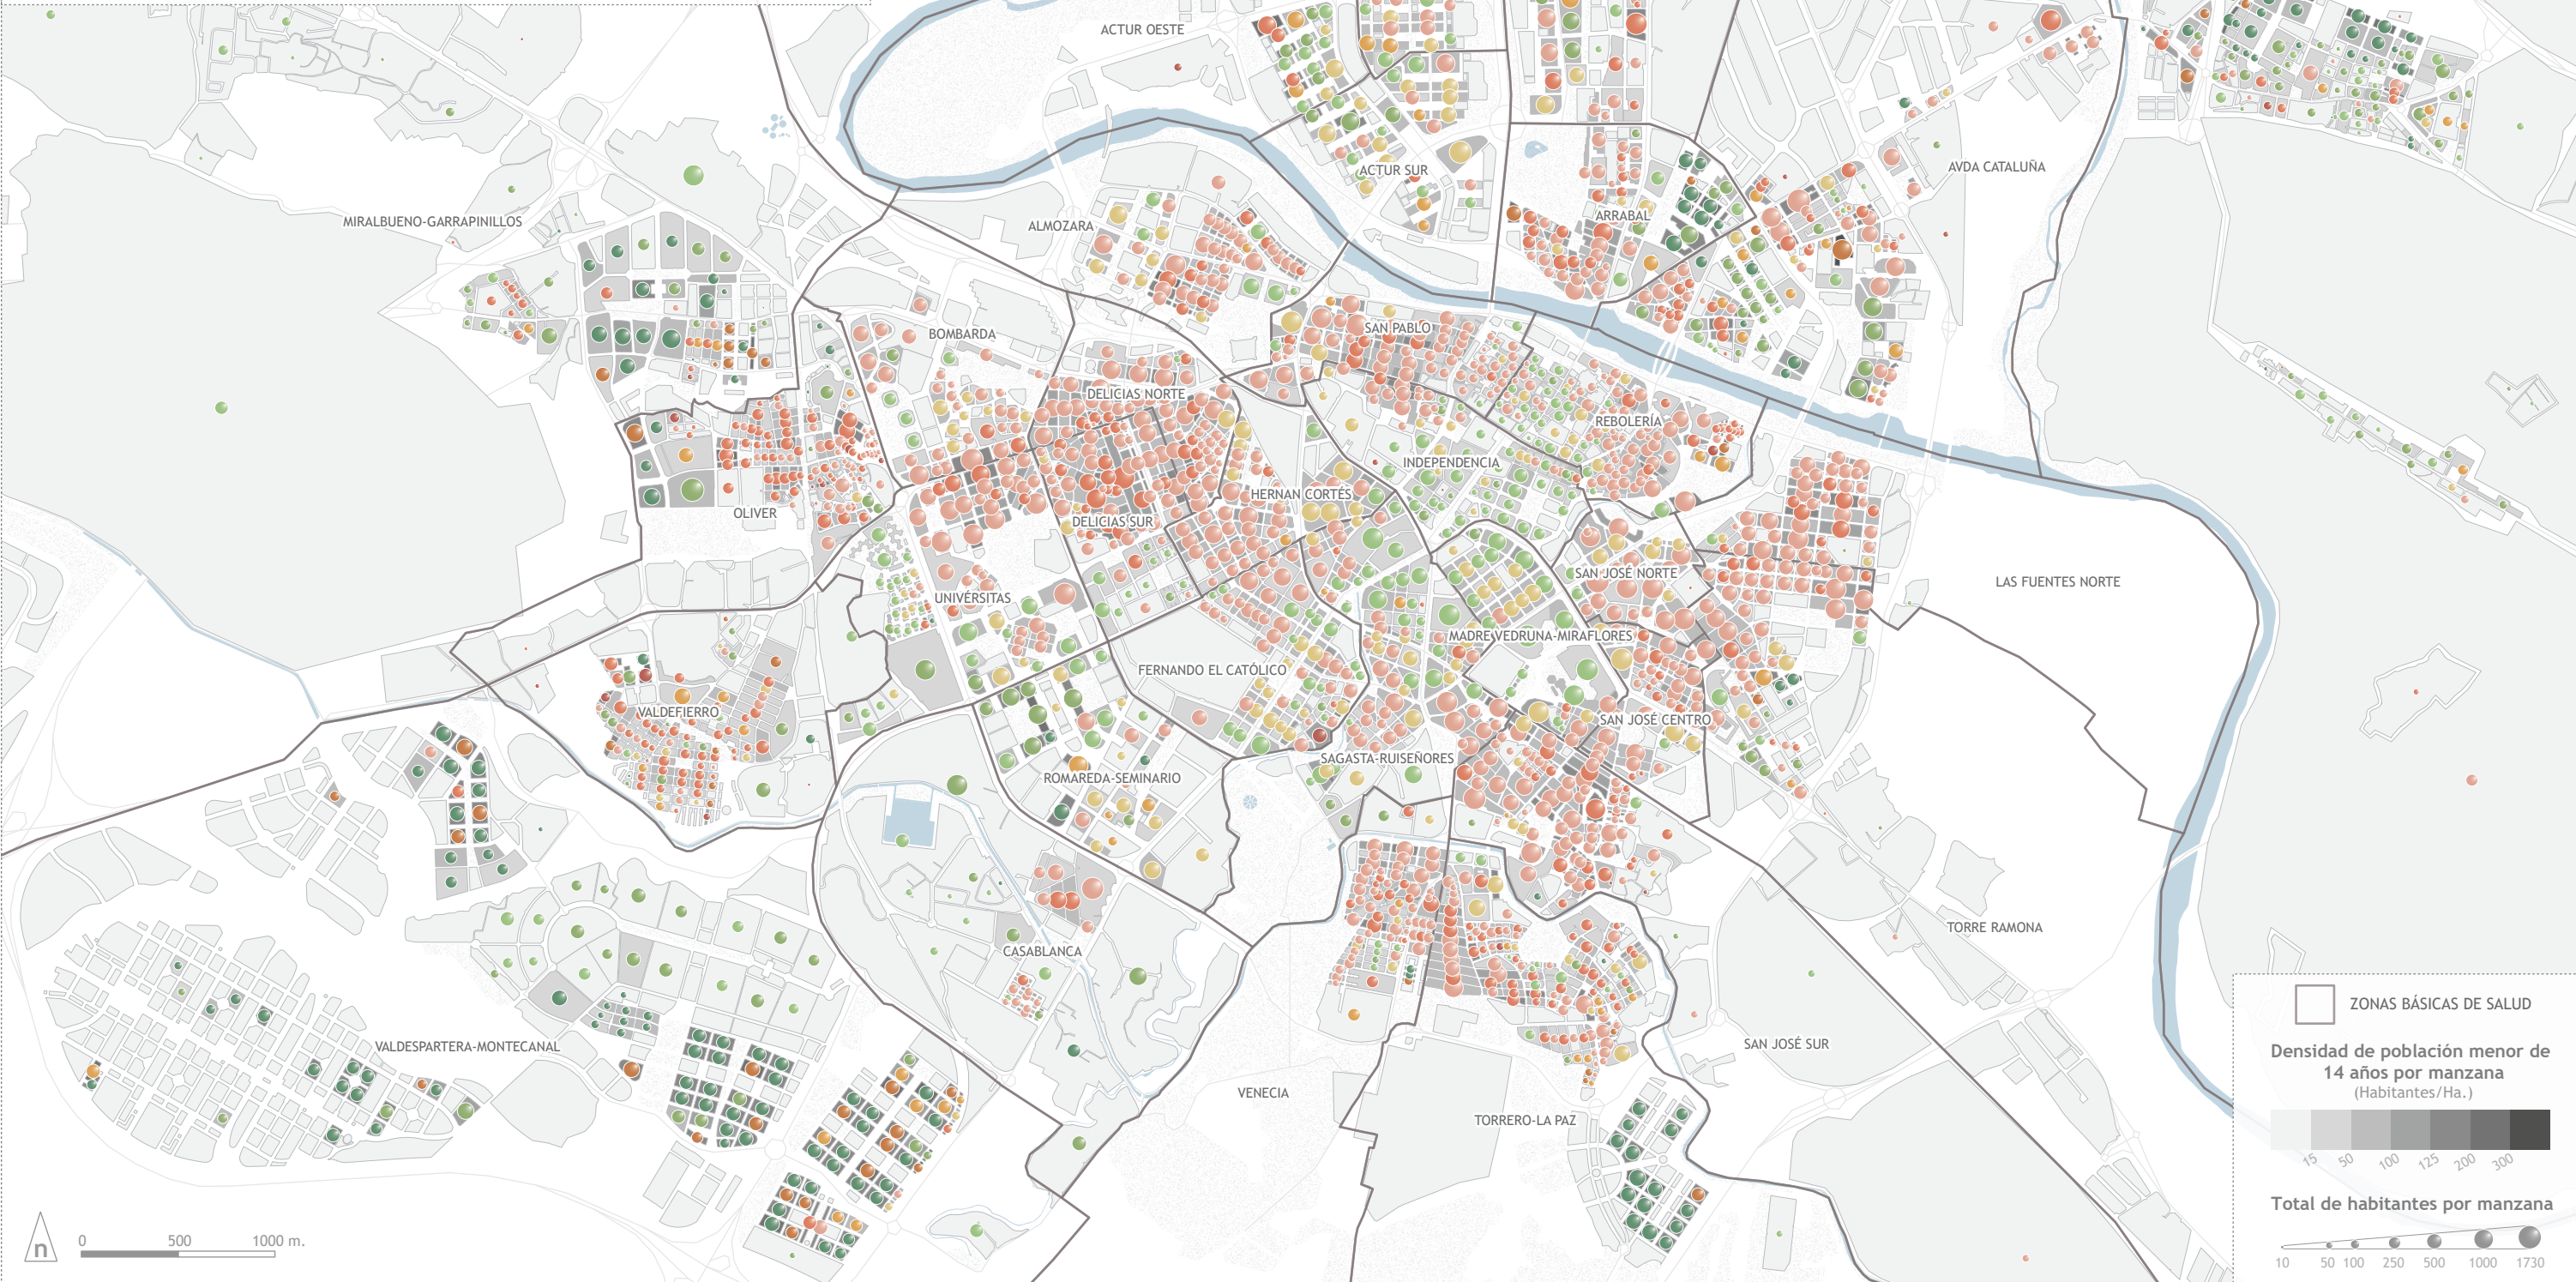 ACTUR OESTE
AVDA CATALUÑA
ACTUR SUR
MIRALBUENO-GARRAPINILLOS
ALMOZARA
ARRABAL
BOMBARDA
SAN PABLO
DELICIAS NORTE
REBOLERÍA
INDEPENDENCIA
HERNAN CORTÉS
OLIVER
DELICIAS SUR
SAN JOSÉ NORTE
LAS FUENTES NORTE
UNIVÉRSITAS
MADRE VEDRUNA-MIRAFLORES
FERNANDO EL CATÓLICO
VALDEFIERRO
SAN JOSÉ CENTRO
SAGASTA-RUISEÑORES
ROMAREDA-SEMINARIO
TORRE RAMONA
CASABLANCA
VALDESPARTERA-MONTECANAL
SAN JOSÉ SUR
VENECIA
TORRERO-LA PAZ
ZONAS BÁSICAS DE SALUD
Densidad de población menor de
14 años por manzana
(Habitantes/Ha.)
15 50 100 125 200 300
Total de habitantes por manzana
10 50 100 250 500 1000 1730
n
0 500 1000 m.